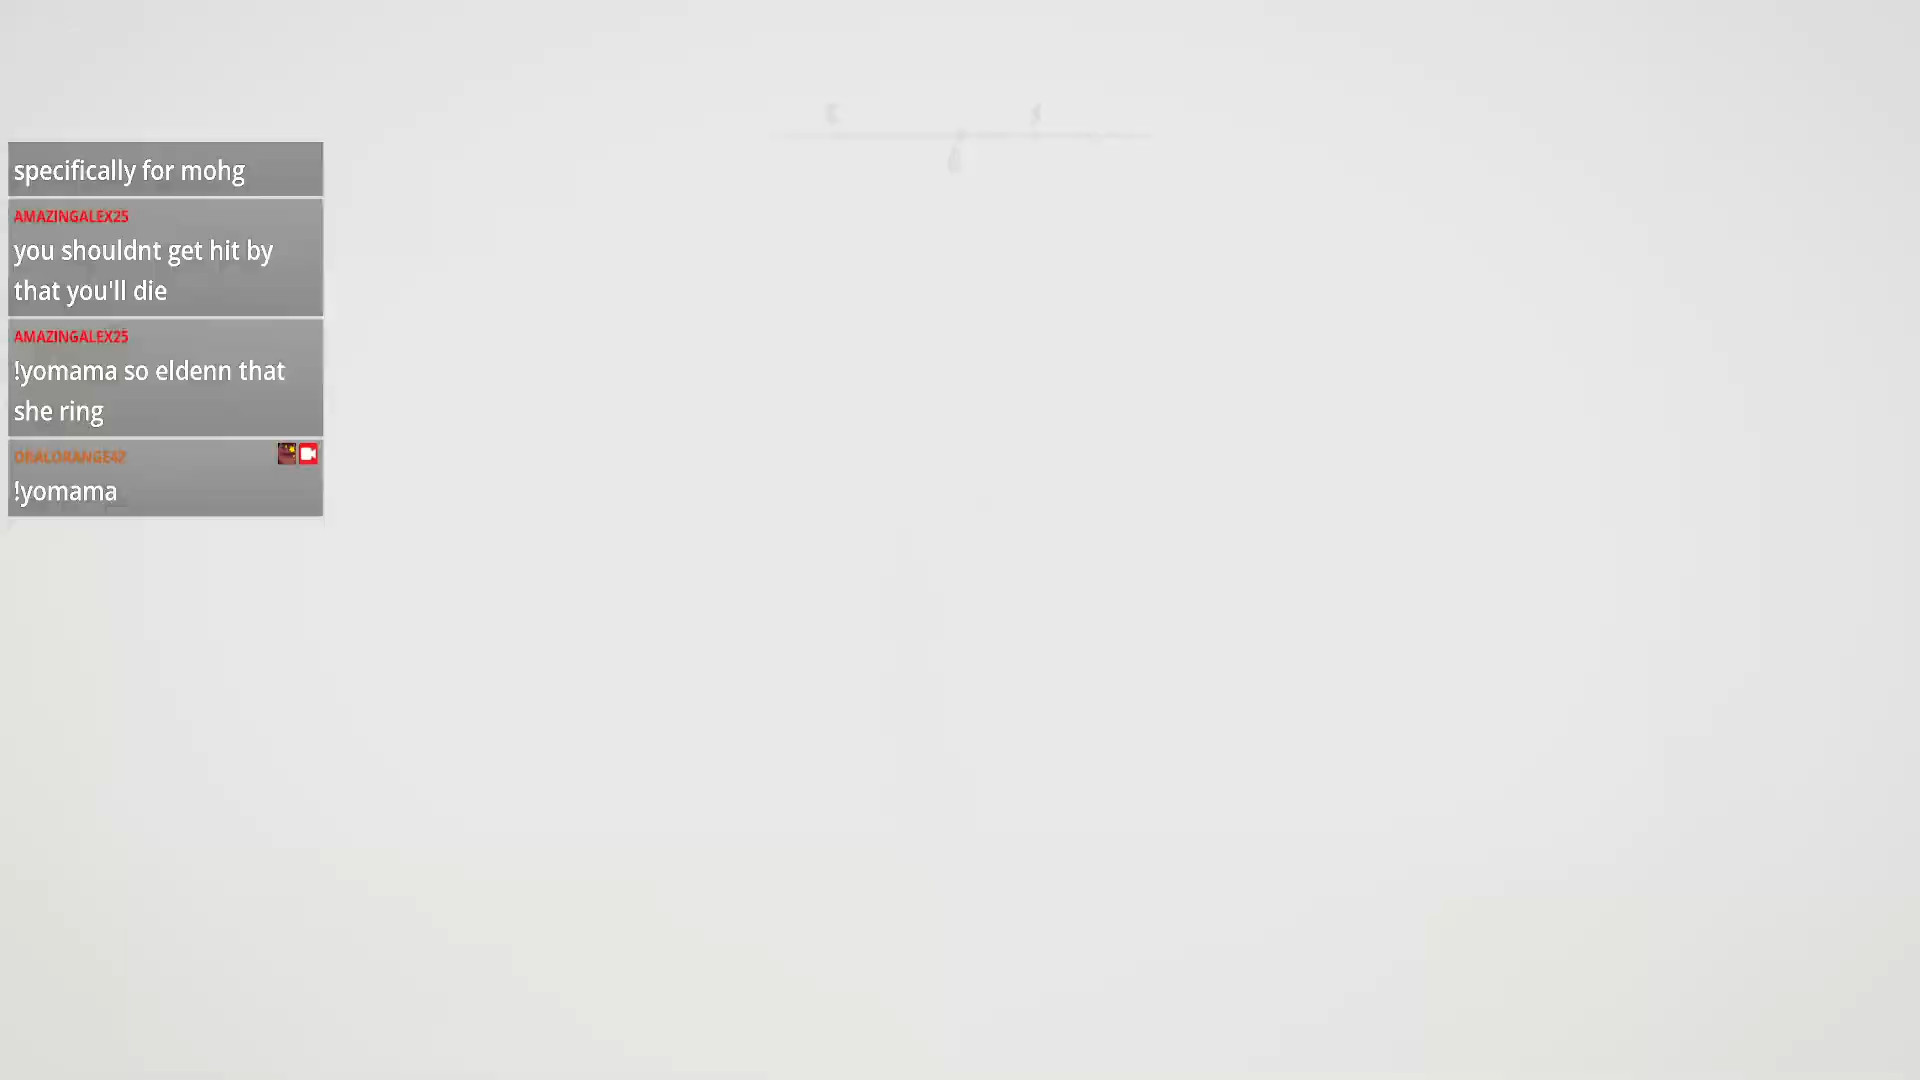 specifically for mohg
AMAZINGALEX25
you shouldnt get hit by
that you'll die
AMAZINGALEX25
!yomama so eldenn that
she ring
!yomama